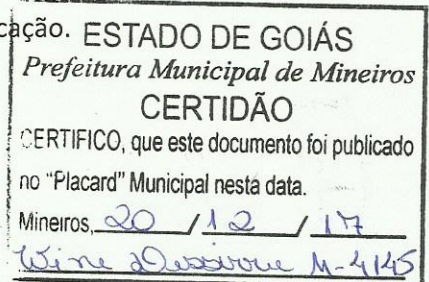 cação.
ESTADO DE GOIÁS
Prefeitura Municipal de Mineiros
CERTIDÃO
CERTIFICO, que este documento foi publicado
no "Placard" Municipal nesta data.
Mineiros, 20 / 12 / 17
M-4145